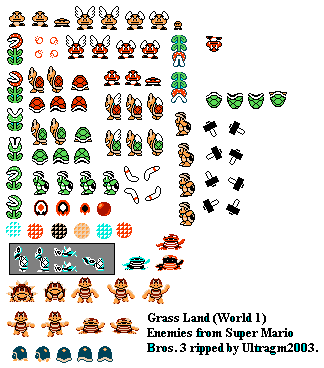 Grass Land (World 1)
Enemies from Super Mario
Bros. 3 ripped by Ultragm2003.